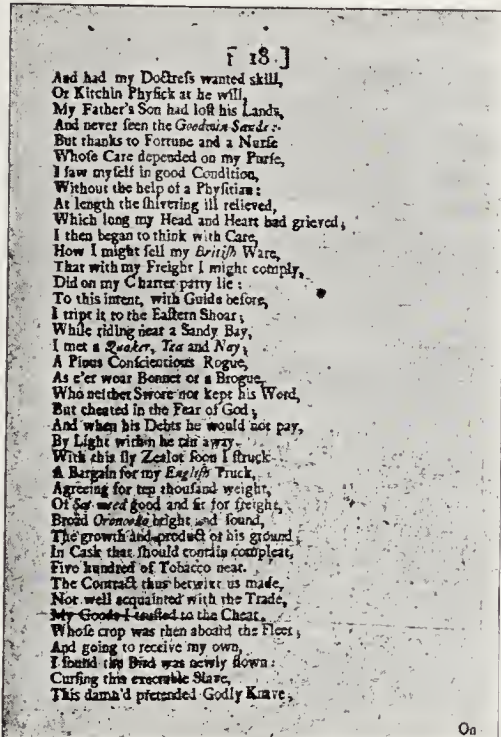 [ 18 ]
And had my Doctreſs wanted skill,
Or Kitchin Phyſick at he will,
My Father's Son had loſt his Lands,
And never ſeen the Goodwin Sands:
But thanks to Fortune and a Nurſe
Whoſe Care depended on my Purſe,
I ſaw myſelf in good Condition,
Without the help of a Phyſitian:
At length the ſhivering ill relieved,
Which long my Head and Heart had grieved;
I then began to think with Care,
How I might ſell my Britiſh Ware,
That with my Freight I might comply,
Did on my Charter party lie:
To this intent, with Guide before,
I tript it to the Eaſtern Shoar;
While riding near a Sandy Bay,
I met a Quaker, Yea and Nay;
A Pious Conſcientious Rogue,
As e'er woar Bonnet or a Brogue,
Who neither Swore nor kept his Word,
But cheated in the Fear of God;
And when his Debts he would not pay,
By Light within he ran away.
With this ſly Zealot ſoon I ſtruck
A Bargain for my Engliſh Truck,
Agreeing for ten thouſand weight,
Of Sot-weed good and fit for freight,
Broad Oronooko bright and ſound,
The growth and product of his ground;
In Cask that ſhould contain compleat,
Five hundred of Tobacco neat.
The Contract thus betwixt us made,
Not well acquainted with the Trade,
My Goods I truſted to the Cheat,
Whoſe crop was then aboard the Fleet;
And going to receive my own,
I found the Bird was newly flown:
Curſing this execrable Slave,
This damn'd pretended Godly Knave;
On